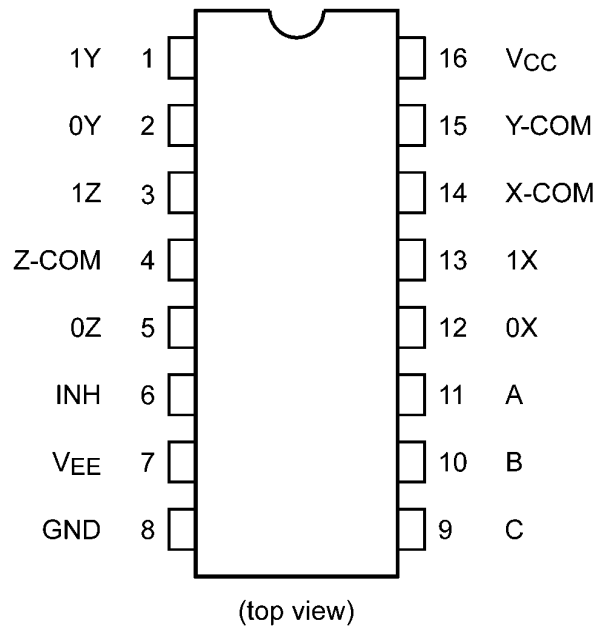 1Y 1 16 VCC
0Y 2 15 Y-COM
1Z 3 14 X-COM
Z-COM 4 13 1X
0Z 5 12 0X
INH 6 11 A
VEE 7 10 B
GND 8 9 C
(top view)